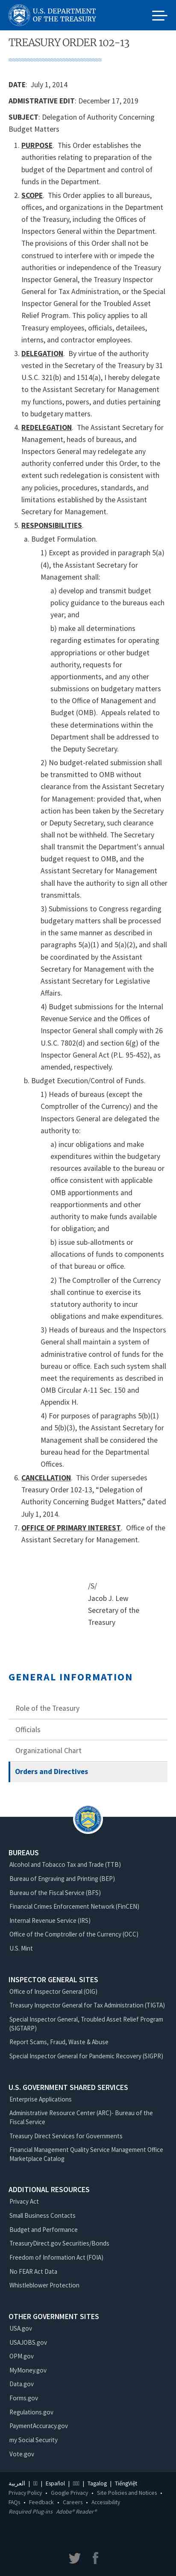 U.S. DEPARTMENT
OF THE TREASURY
TREASURY ORDER 102-13
DATE: July 1, 2014
ADMISTRATIVE EDIT: December 17, 2019
SUBJECT: Delegation of Authority Concerning
Budget Matters
1. PURPOSE. This Order establishes the
authorities relating to preparation of the
budget of the Department and control of
funds in the Department.
2. SCOPE. This Order applies to all bureaus,
offices, and organizations in the Department
of the Treasury, including the Offices of
Inspectors General within the Department.
The provisions of this Order shall not be
construed to interfere with or impede the
authorities or independence of the Treasury
Inspector General, the Treasury Inspector
General for Tax Administration, or the Special
Inspector General for the Troubled Asset
Relief Program. This policy applies to all
Treasury employees, officials, detailees,
interns, and contractor employees.
3. DELEGATION. By virtue of the authority
vested in the Secretary of the Treasury by 31
U.S.C. 321(b) and 1514(a), I hereby delegate
to the Assistant Secretary for Management
my functions, powers, and duties pertaining
to budgetary matters.
4. REDELEGATION. The Assistant Secretary for
Management, heads of bureaus, and
Inspectors General may redelegate any
authority conferred under this Order, to the
extent such redelegation is consistent with
any policies, procedures, standards, and
limitations established by the Assistant
Secretary for Management.
5. RESPONSIBILITIES.
a. Budget Formulation.
1) Except as provided in paragraph 5(a)
(4), the Assistant Secretary for
Management shall:
a) develop and transmit budget
policy guidance to the bureaus each
year; and
b) make all determinations
regarding estimates for operating
appropriations or other budget
authority, requests for
apportionments, and any other
submissions on budgetary matters
to the Office of Management and
Budget (OMB). Appeals related to
these determinations within the
Department shall be addressed to
the Deputy Secretary.
2) No budget-related submission shall
be transmitted to OMB without
clearance from the Assistant Secretary
for Management: provided that, when
action has been taken by the Secretary
or Deputy Secretary, such clearance
shall not be withheld. The Secretary
shall transmit the Department's annual
budget request to OMB, and the
Assistant Secretary for Management
shall have the authority to sign all other
transmittals.
3) Submissions to Congress regarding
budgetary matters shall be processed
in the same manner as described in
paragraphs 5(a)(1) and 5(a)(2), and shall
be coordinated by the Assistant
Secretary for Management with the
Assistant Secretary for Legislative
Affairs.
4) Budget submissions for the Internal
Revenue Service and the Offices of
Inspector General shall comply with 26
U.S.C. 7802(d) and section 6(g) of the
Inspector General Act (P.L. 95-452), as
amended, respectively.
b. Budget Execution/Control of Funds.
1) Heads of bureaus (except the
Comptroller of the Currency) and the
Inspectors General are delegated the
authority to:
a) incur obligations and make
expenditures within the budgetary
resources available to the bureau or
office consistent with applicable
OMB apportionments and
reapportionments and other
authority to make funds available
for obligation; and
b) issue sub-allotments or
allocations of funds to components
of that bureau or office.
2) The Comptroller of the Currency
shall continue to exercise its
statutory authority to incur
obligations and make expenditures.
3) Heads of bureaus and the Inspectors
General shall maintain a system of
administrative control of funds for the
bureau or office. Each such system shall
meet the requirements as described in
OMB Circular A-11 Sec. 150 and
Appendix H.
4) For purposes of paragraphs 5(b)(1)
and 5(b)(3), the Assistant Secretary for
Management shall be considered the
bureau head for the Departmental
Offices.
6. CANCELLATION. This Order supersedes
Treasury Order 102-13, “Delegation of
Authority Concerning Budget Matters,” dated
July 1, 2014.
7. OFFICE OF PRIMARY INTEREST. Office of the
Assistant Secretary for Management.
/S/
Jacob J. Lew
Secretary of the
Treasury
GENERAL INFORMATION
Role of the Treasury
Officials
Organizational Chart
Orders and Directives
BUREAUS
Alcohol and Tobacco Tax and Trade (TTB)
Bureau of Engraving and Printing (BEP)
Bureau of the Fiscal Service (BFS)
Financial Crimes Enforcement Network (FinCEN)
Internal Revenue Service (IRS)
Office of the Comptroller of the Currency (OCC)
U.S. Mint
INSPECTOR GENERAL SITES
Office of Inspector General (OIG)
Treasury Inspector General for Tax Administration (TIGTA)
Special Inspector General, Troubled Asset Relief Program
(SIGTARP)
Report Scams, Fraud, Waste & Abuse
Special Inspector General for Pandemic Recovery (SIGPR)
U.S. GOVERNMENT SHARED SERVICES
Enterprise Applications
Administrative Resource Center (ARC)- Bureau of the
Fiscal Service
Treasury Direct Services for Governments
Financial Management Quality Service Management Office
Marketplace Catalog
ADDITIONAL RESOURCES
Privacy Act
Small Business Contacts
Budget and Performance
TreasuryDirect.gov Securities/Bonds
Freedom of Information Act (FOIA)
No FEAR Act Data
Whistleblower Protection
OTHER GOVERNMENT SITES
USA.gov
USAJOBS.gov
OPM.gov
MyMoney.gov
Data.gov
Forms.gov
Regulations.gov
PaymentAccuracy.gov
my Social Security
Vote.gov
العربية | | Español | | Tagalog | TiếngViệt
Privacy Policy • Google Privacy • Site Policies and Notices •
FAQs • Feedback • Careers • Accessibility
Required Plug-ins Adobe® Reader®